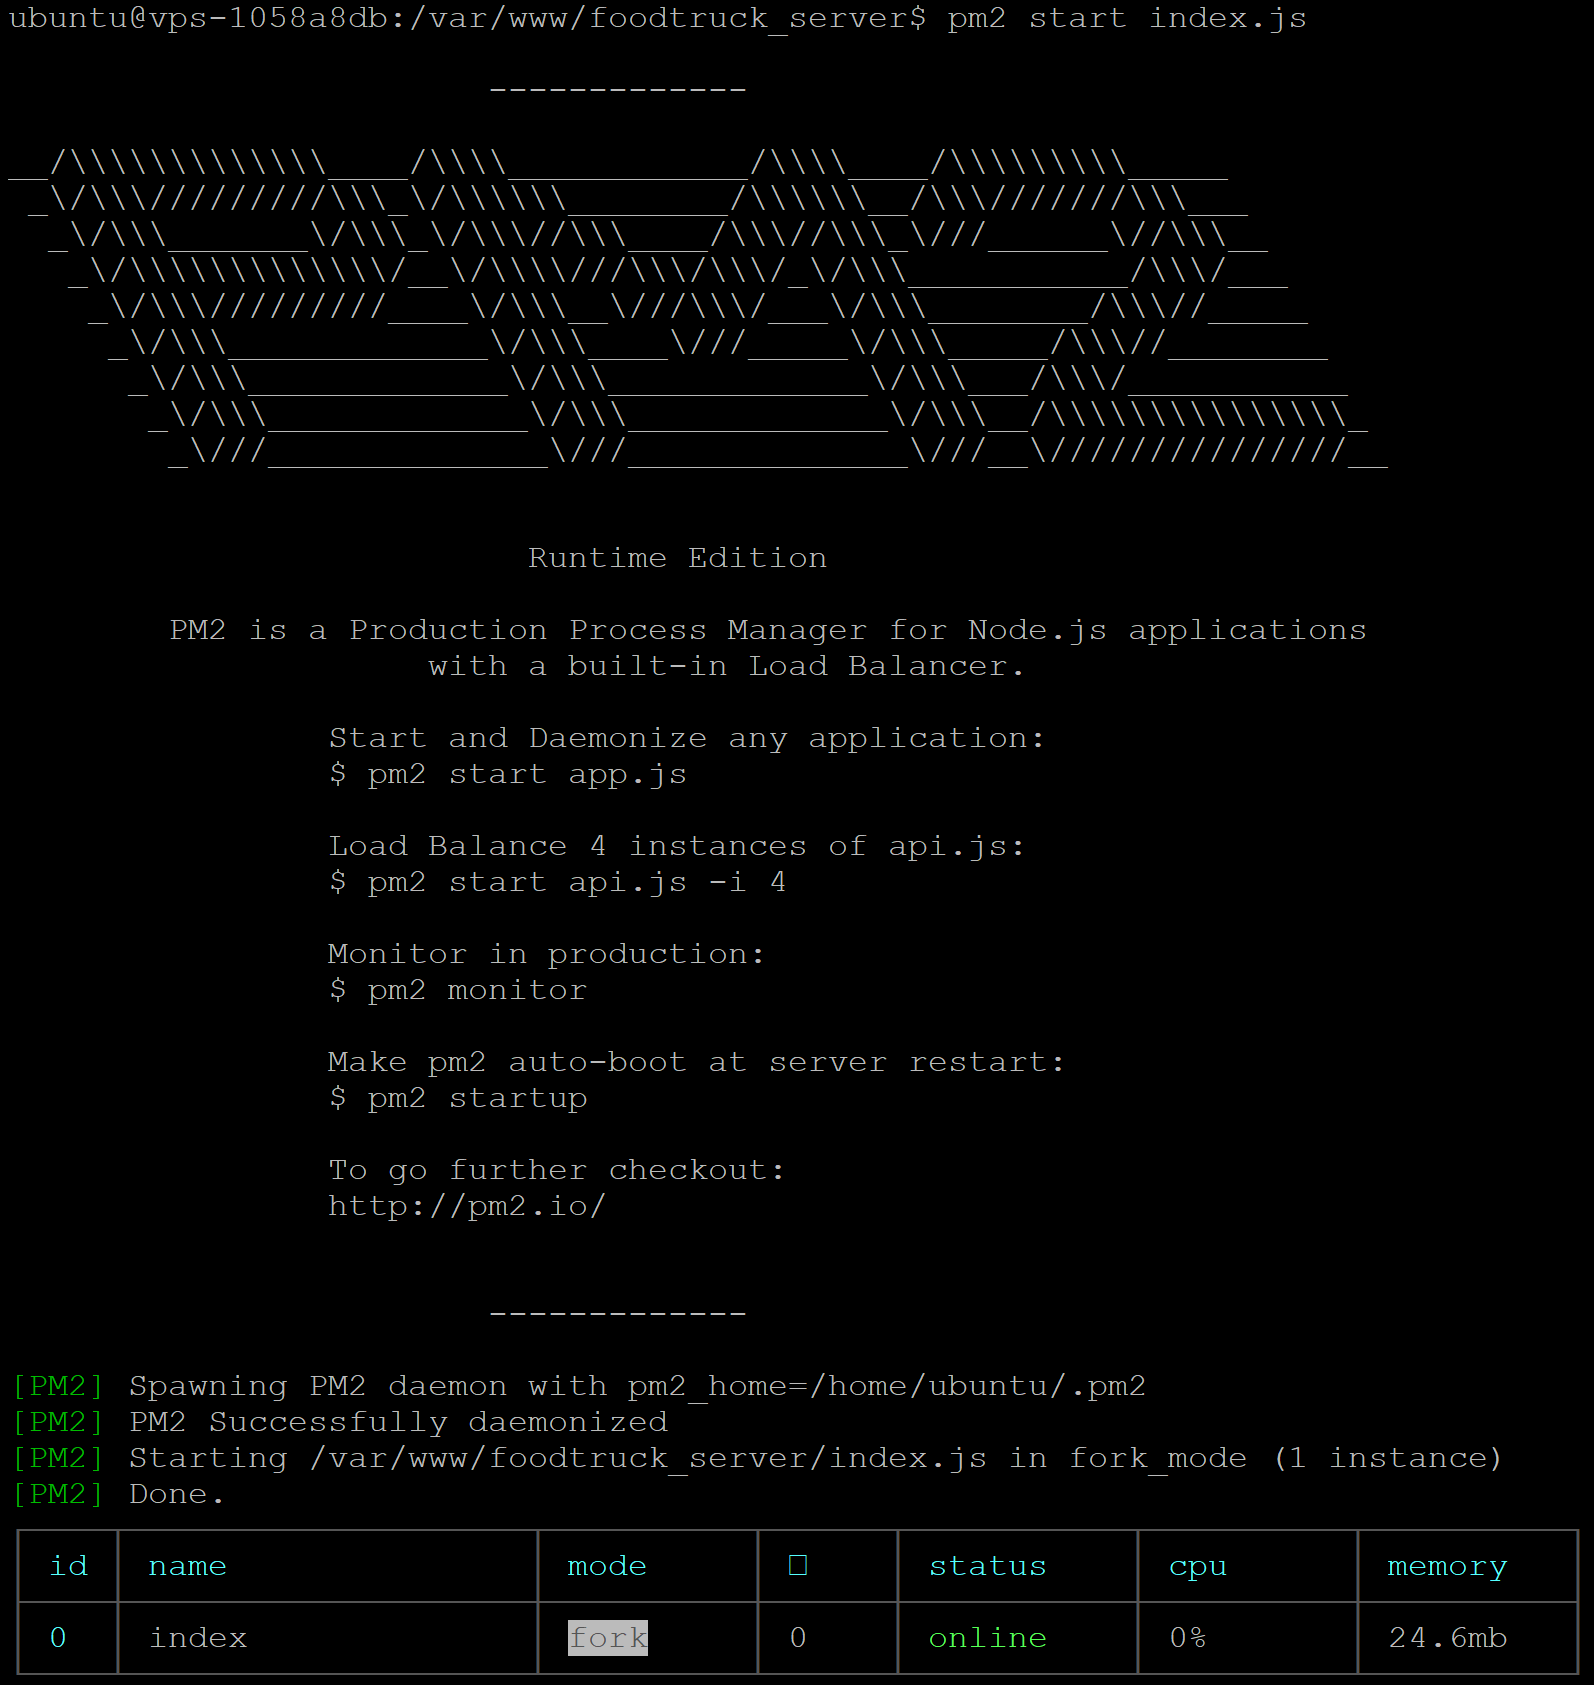 ubuntu@vps-1058a8db:/var/www/foodtruck_server$ pm2 start index.js
-------------
__/\\\\\\\\\\\\\____/\\\\____________/\\\\____/\\\\\\\\\_____
_\/\\\/////////\\\_\/\\\\\\________/\\\\\\__/\\\///////\\\___
_\/\\\_______\/\\\_\/\\\//\\\____/\\\//\\\_\///______\//\\\__
_\/\\\\\\\\\\\\\/__\/\\\\///\\\/\\\/_\/\\\___________/\\\/___
_\/\\\/////////____\/\\\__\///\\\/___\/\\\________/\\\//_____
_\/\\\_____________\/\\\____\///_____\/\\\_____/\\\//________
_\/\\\_____________\/\\\_____________\/\\\___/\\\/___________
_\/\\\_____________\/\\\_____________\/\\\__/\\\\\\\\\\\\\\\_
_\///______________\///______________\///__\///////////////__
Runtime Edition
PM2 is a Production Process Manager for Node.js applications
with a built-in Load Balancer.
Start and Daemonize any application:
$ pm2 start app.js
Load Balance 4 instances of api.js:
$ pm2 start api.js -i 4
Monitor in production:
$ pm2 monitor
Make pm2 auto-boot at server restart:
$ pm2 startup
To go further checkout:
http://pm2.io/
-------------
[PM2] Spawning PM2 daemon with pm2_home=/home/ubuntu/.pm2
[PM2] PM2 Successfully daemonized
[PM2] Starting /var/www/foodtruck_server/index.js in fork_mode (1 instance)
[PM2] Done.
id name mode □ status cpu memory
0 index fork 0 online 0% 24.6mb